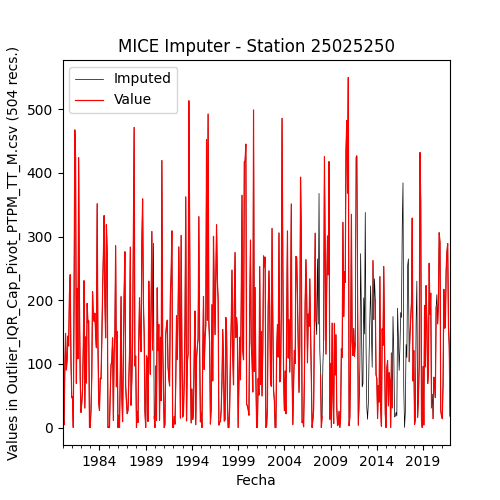 MICE Imputer - Station 25025250
Imputed
Value
Values in Outlier_IQR_Cap_Pivot_PTPM_TT_M.csv (504 recs.)
500
400
300
200
100
0
1984 1989 1994 1999 2004 2009 2014 2019
Fecha